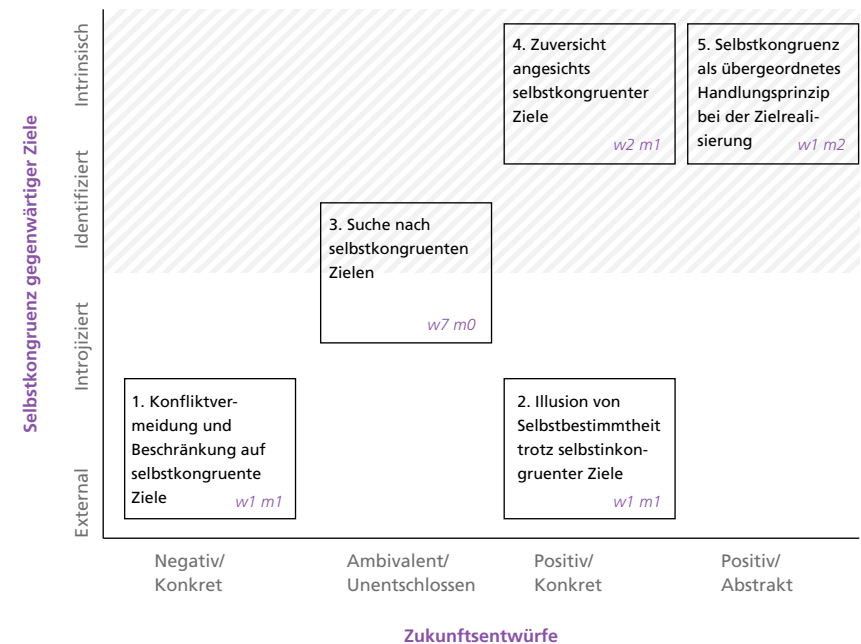 Selbstkongruenz gegenwärtiger Ziele
Intrinsisch
Identifiziert
Introjiziert
External
4. Zuversicht
angesichts
selbstkongruenter
Ziele
w2 m1
5. Selbstkongruenz
als übergeordnetes
Handlungsprinzip
bei der Zielreali-
sierung w1 m2
3. Suche nach
selbstkongruenten
Zielen
w7 m0
1. Konfliktver-
meidung und
Beschränkung auf
selbstkongruente
Ziele w1 m1
2. Illusion von
Selbstbestimmtheit
trotz selbstinkon-
gruenter Ziele
w1 m1
Negativ/
Konkret
Ambivalent/
Unentschlossen
Positiv/
Konkret
Positiv/
Abstrakt
Zukunftsentwürfe